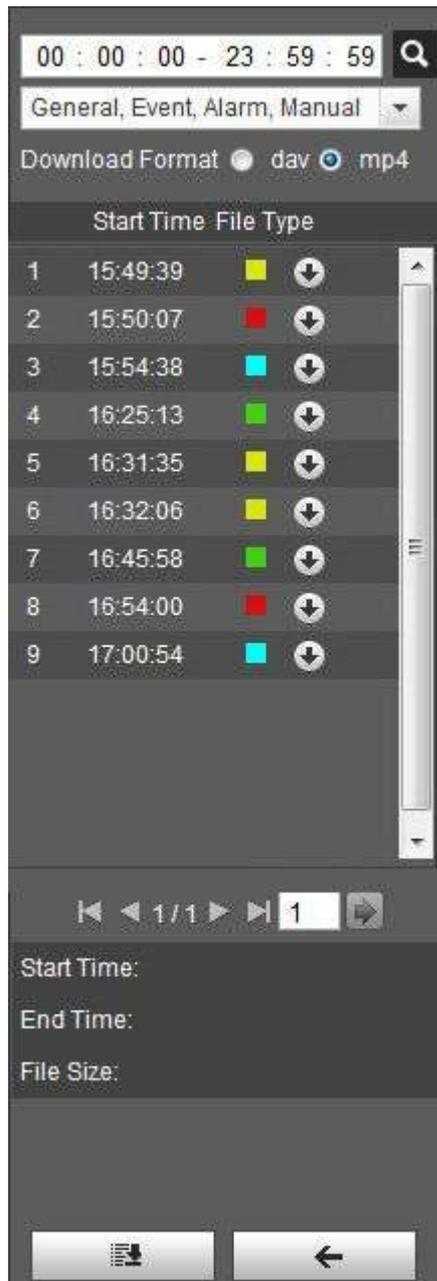 00 : 00 : 00 - 23 : 59 : 59
General, Event, Alarm, Manual
Download Format dav mp4
Start Time File Type
1 15:49:39
2 15:50:07
3 15:54:38
4 16:25:13
5 16:31:35
6 16:32:06
7 16:45:58
8 16:54:00
9 17:00:54
1 / 1 1
Start Time:
End Time:
File Size: